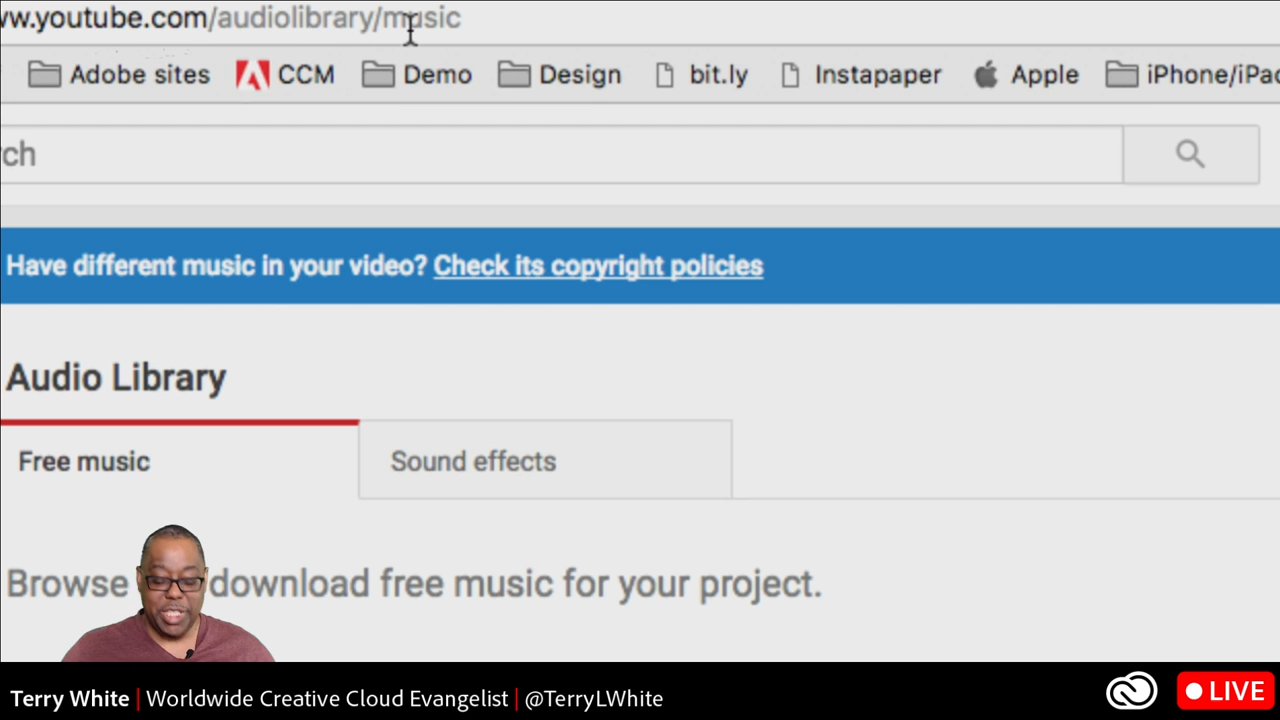 ww.youtube.com/audiolibrary/music
Adobe sites CCM Demo Design bit.ly Instapaper Apple iPhone/iPad
rch
Have different music in your video? Check its copyright policies
Audio Library
Free music Sound effects
Browse download free music for your project.
Terry White | Worldwide Creative Cloud Evangelist | @TerryLWhite
LIVE